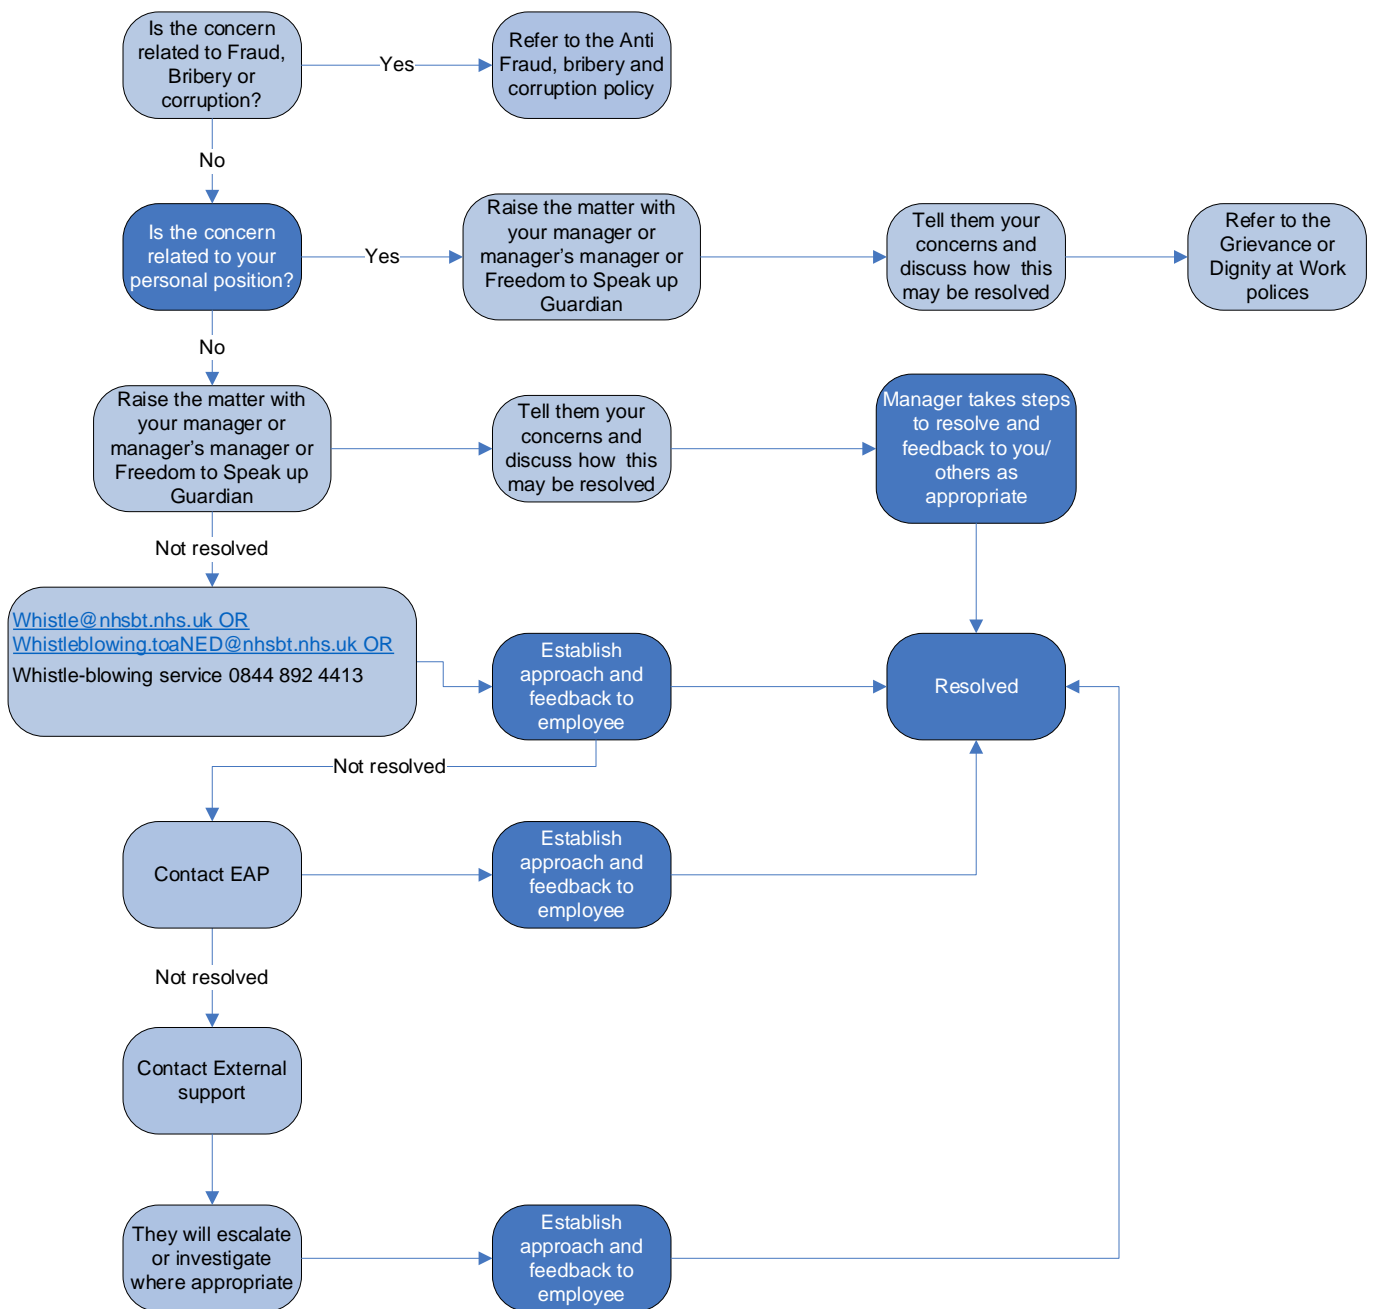 Is the concern
related to Fraud,
Bribery or
corruption?
Yes
Refer to the Anti
Fraud, bribery and
corruption policy
No
Is the concern
related to your
personal position?
Yes
Raise the matter with
your manager or
manager’s manager or
Freedom to Speak up
Guardian
Tell them your
concerns and
discuss how  this
may be resolved
Refer to the
Grievance or
Dignity at Work
polices
No
Raise the matter with
your manager or
manager’s manager or
Freedom to Speak up
Guardian
Tell them your
concerns and
discuss how  this
may be resolved
Manager takes steps
to resolve and
feedback to you/
others as
appropriate
Not resolved
Whistle@nhsbt.nhs.uk OR
Whistleblowing.toaNED@nhsbt.nhs.uk OR
Whistle-blowing service 0844 892 4413
Establish
approach and
feedback to
employee
Resolved
Not resolved
Contact EAP
Establish
approach and
feedback to
employee
Not resolved
Contact External
support
They will escalate
or investigate
where appropriate
Establish
approach and
feedback to
employee